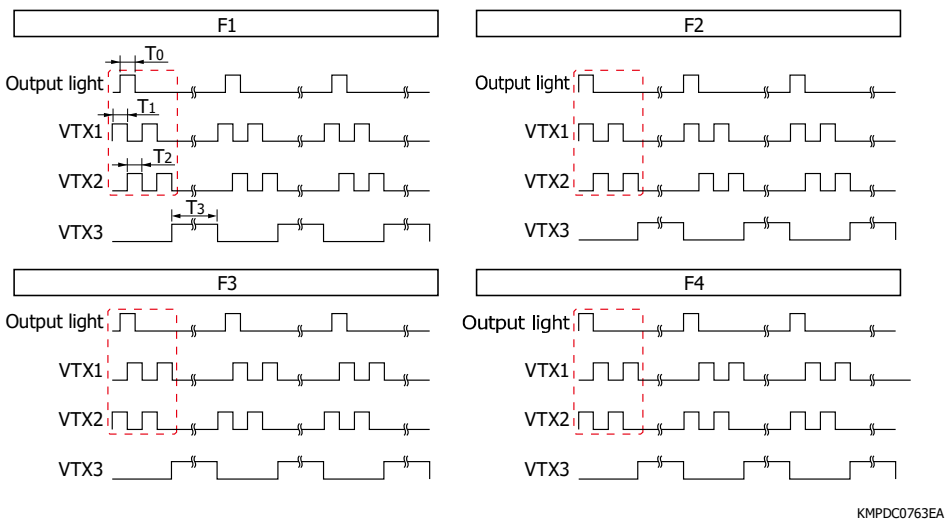 F1
T0
Output light
T1
VTX1
T2
VTX2
T3
VTX3
F2
Output light
VTX1
VTX2
VTX3
F3
Output light
VTX1
VTX2
VTX3
F4
Output light
VTX1
VTX2
VTX3
KMPDC0763EA